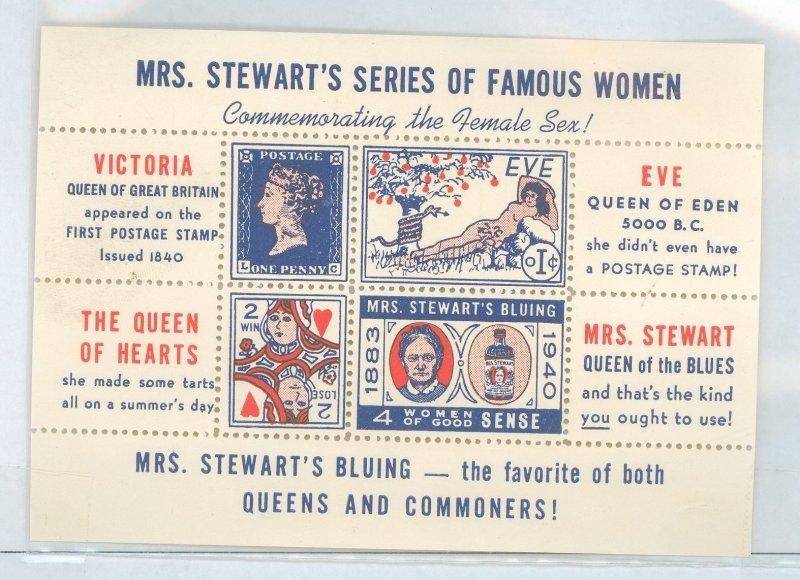 MRS. STEWART'S SERIES OF FAMOUS WOMEN
Commemorating the Female Sex!
VICTORIA
QUEEN OF GREAT BRITAIN
appeared on the
FIRST POSTAGE STAMP
Issued 1840
POSTAGE
L ONE PENNY C
EVE
1¢
EVE
QUEEN OF EDEN
5000 B.C.
she didn't even have
a POSTAGE STAMP!
THE QUEEN
OF HEARTS
she made some tarts
all on a summer's day
2
WIN
LOSE
2
MRS. STEWART'S BLUING
1883
1940
MRS. STEWART'S
4 WOMEN OF GOOD SENSE
MRS. STEWART
QUEEN of the BLUES
and that's the kind
you ought to use!
MRS. STEWART'S BLUING — the favorite of both
QUEENS AND COMMONERS!